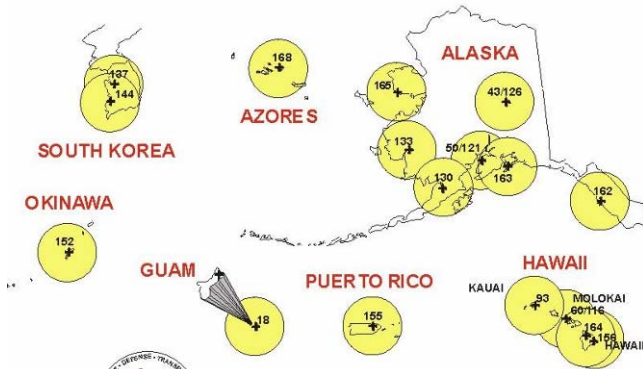 168
ALASKA
137
144
165
43/126
AZORES
SOUTH KOREA
133
50/121
163
130
162
OKINAWA
152
GUAM
PUERTO RICO
HAWAII
KAUAI
93
MOLOKAI
60/116
18
155
164
156
HAWAII
DEFENSE